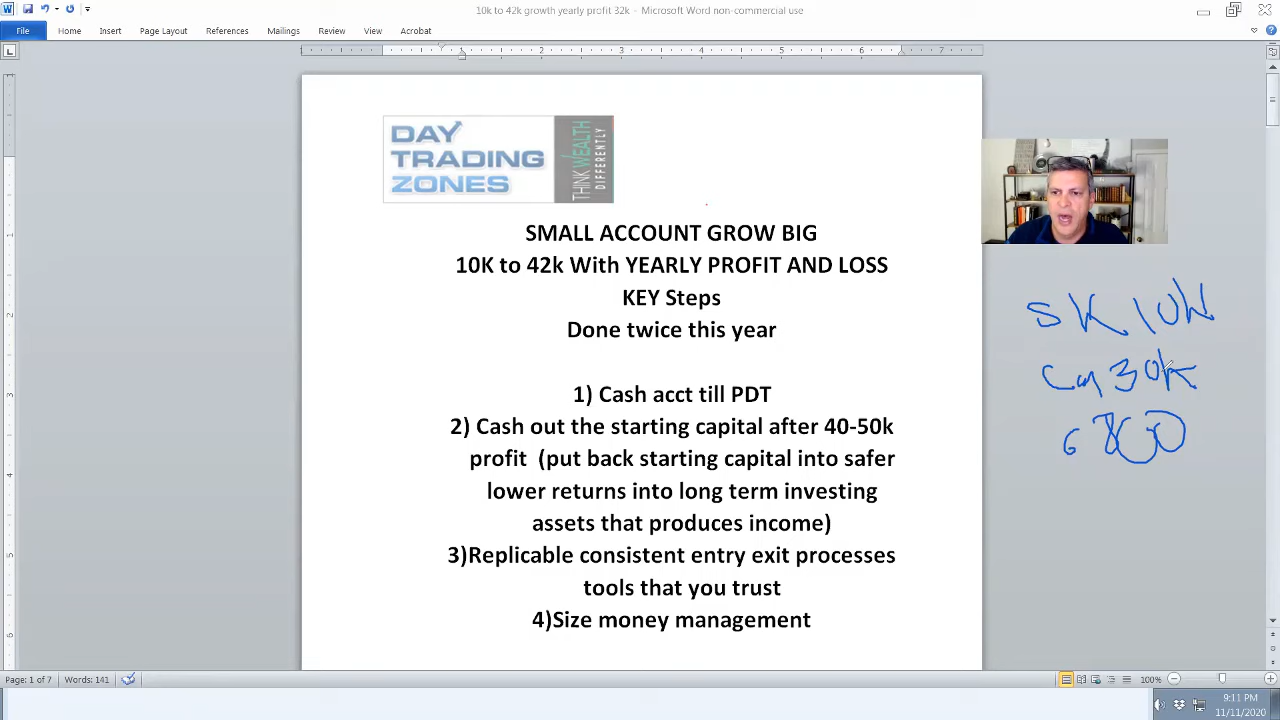 10k to 42k growth yearly profit 32k - Microsoft Word non-commercial use
File Home Insert Page Layout References Mailings Review View Acrobat
DAY
TRADING
ZONES
THINK WEALTH
DIFFERENTLY
SMALL ACCOUNT GROW BIG
10K to 42k With YEARLY PROFIT AND LOSS
KEY Steps
Done twice this year
1) Cash acct till PDT
2) Cash out the starting capital after 40-50k
profit (put back starting capital into safer
lower returns into long term investing
assets that produces income)
3)Replicable consistent entry exit processes
tools that you trust
4)Size money management
5K 10K
30K
Page: 1 of 7 Words: 141
100%
9:11 PM
11/11/2020